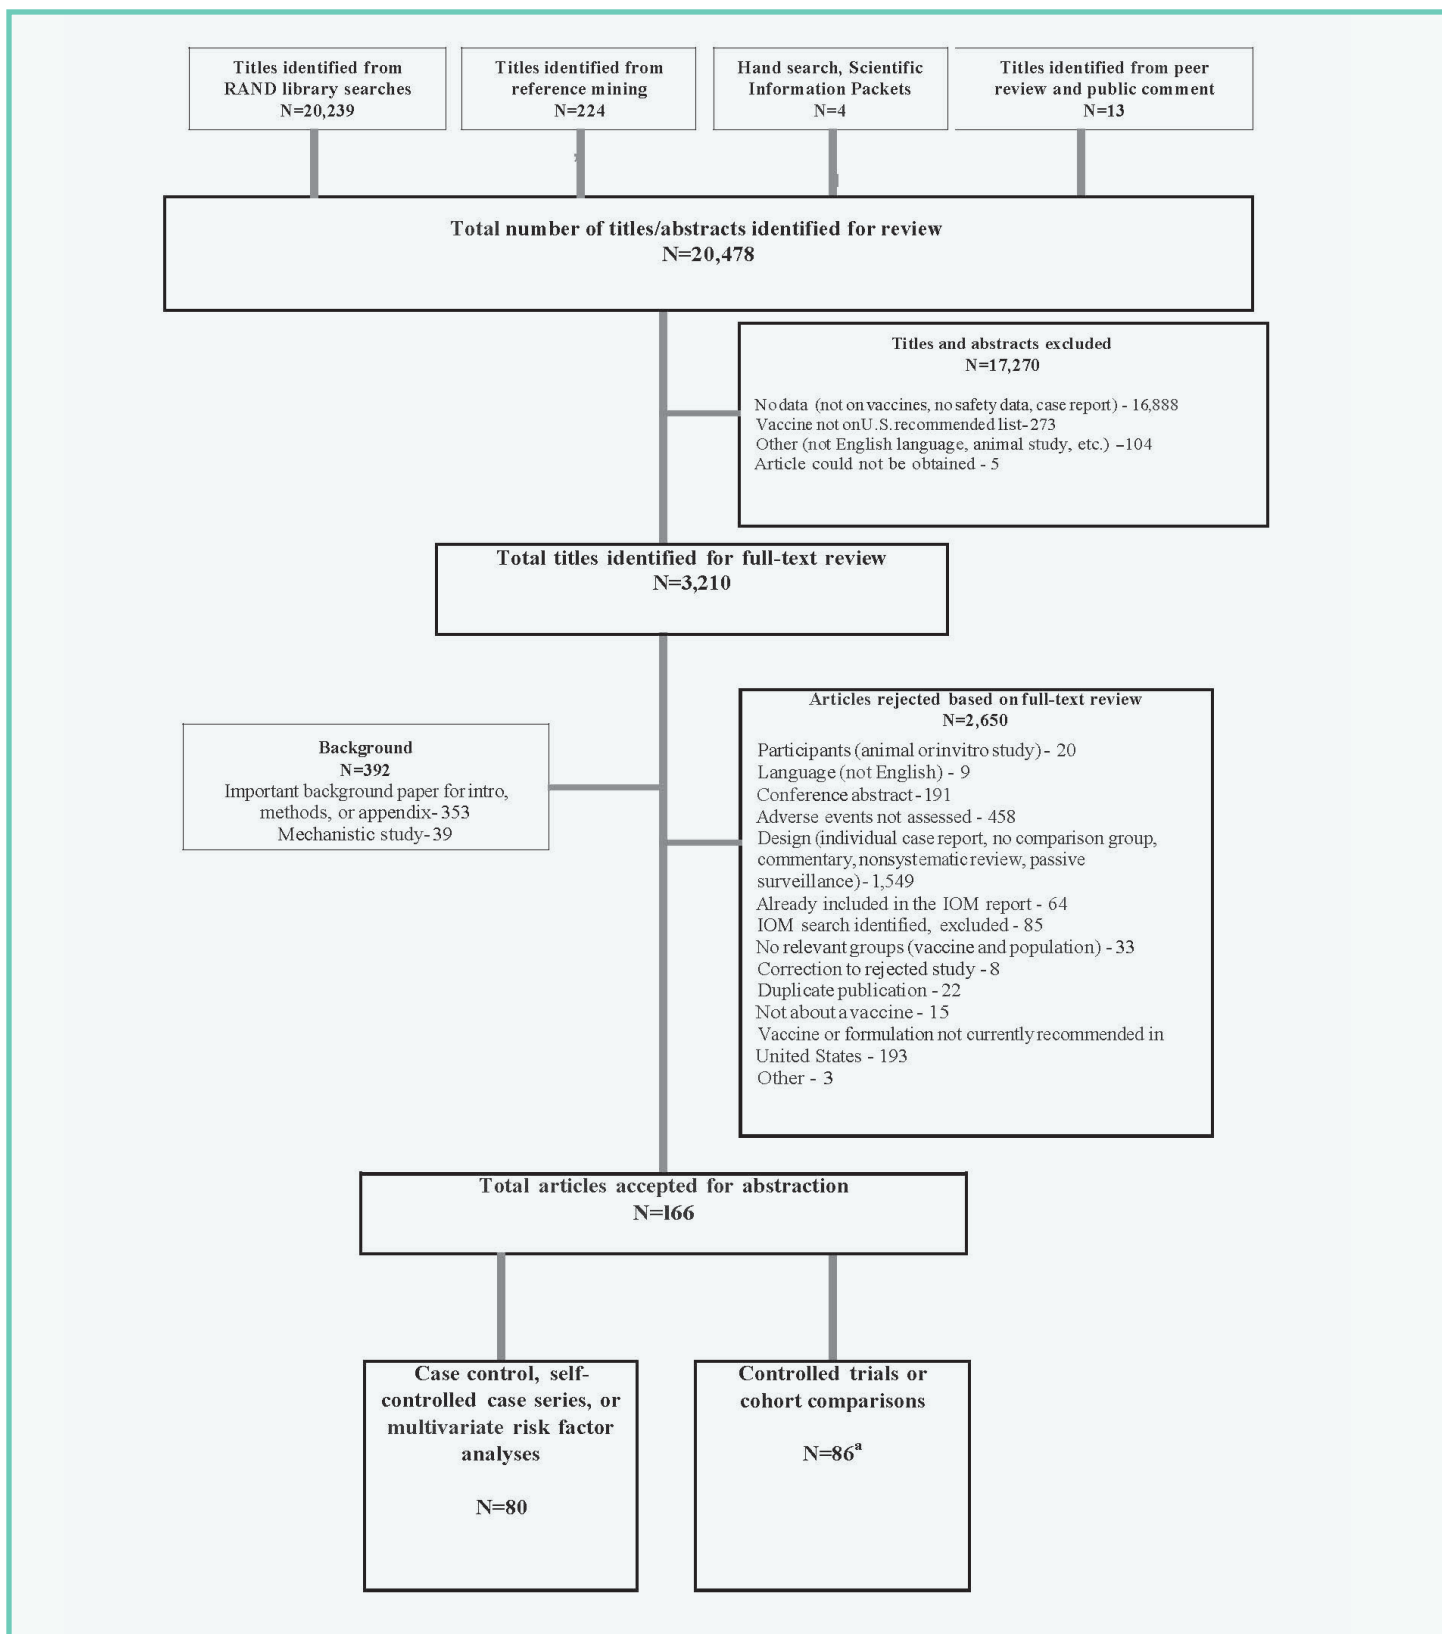 Titles identified from
RAND library searches
N=20,239
Titles identified from
reference mining
N=224
Hand search, Scientific
Information Packets
N=4
Titles identified from peer
review and public comment
N=13
Total number of titles/abstracts identified for review
N=20,478
Titles and abstracts excluded
N=17,270
No data (not on vaccines, no safety data, case report) - 16,888
Vaccine not on U.S. recommended list-273
Other (not English language, animal study, etc.) –104
Article could not be obtained - 5
Total titles identified for full-text review
N=3,210
Background
N=392
Important background paper for intro,
methods, or appendix-353
Mechanistic study-39
Articles rejected based on full-text review
N=2,650
Participants (animal or invitro study) - 20
Language (not English) - 9
Conference abstract -191
Adverse events not assessed - 458
Design (individual case report, no comparison group,
commentary, nonsystematic review, passive
surveillance) - 1,549
Already included in the IOM report - 64
IOM search identified, excluded - 85
No relevant groups (vaccine and population) - 33
Correction to rejected study - 8
Duplicate publication - 22
Not about a vaccine - 15
Vaccine or formulation not currently recommended in
United States - 193
Other - 3
Total articles accepted for abstraction
N=166
Case control, self-
controlled case series, or
multivariate risk factor
analyses
N=80
Controlled trials or
cohort comparisons
N=86ª